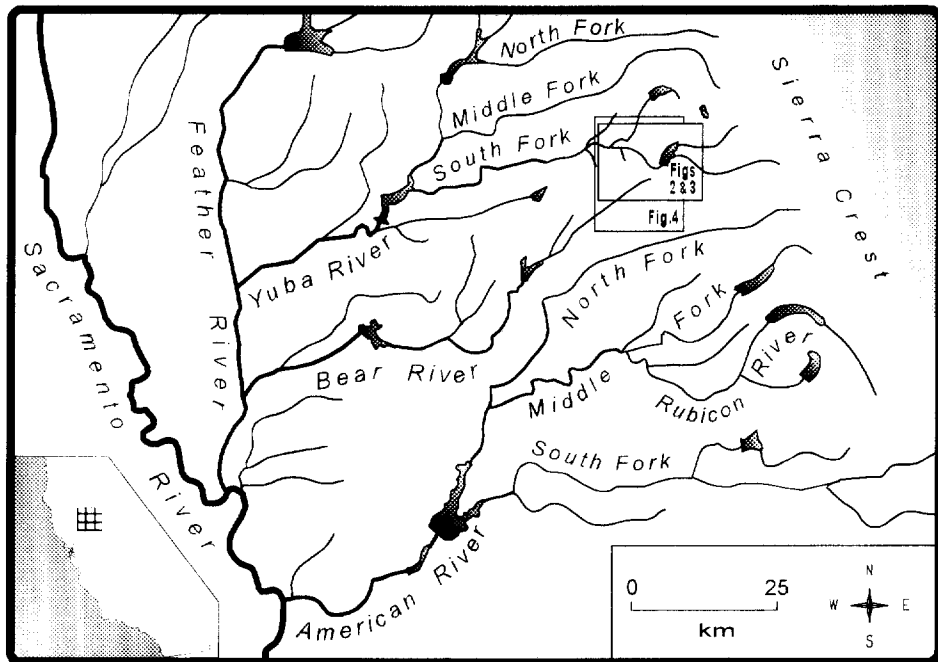 North Fork
Middle Fork
South Fork
Sierra Crest
Figs
2 & 3
Fig.4
Feather River
Yuba River
Sacramento River
Bear River
North Fork
Middle Fork
Rubicon River
South Fork
American River
0 25
km
N
W E
S